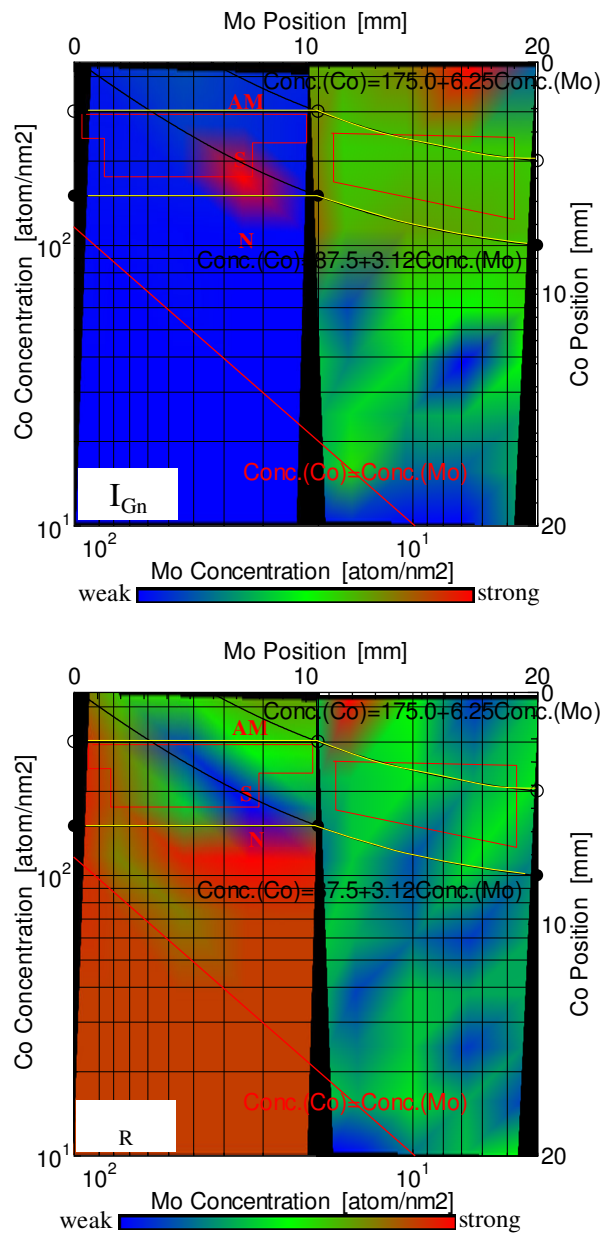 Mo Position [mm]
0 10 20
Conc.(Co)=175.0+6.25Conc.(Mo)
0
AM
S
N
Co Concentration [atom/nm2]
10²
Conc.(Co)=87.5+3.12Conc.(Mo)
10
Co Position [mm]
Conc.(Co)=Conc.(Mo)
I_Gn
10¹
20
10² 10¹
Mo Concentration [atom/nm2]
weak strong
Mo Position [mm]
0 10 20
0
Conc.(Co)=175.0+6.25Conc.(Mo)
AM
S
N
Co Concentration [atom/nm2]
10²
Conc.(Co)=87.5+3.12Conc.(Mo)
10
Co Position [mm]
Conc.(Co)=Conc.(Mo)
R
10¹
20
10² 10¹
Mo Concentration [atom/nm2]
weak strong